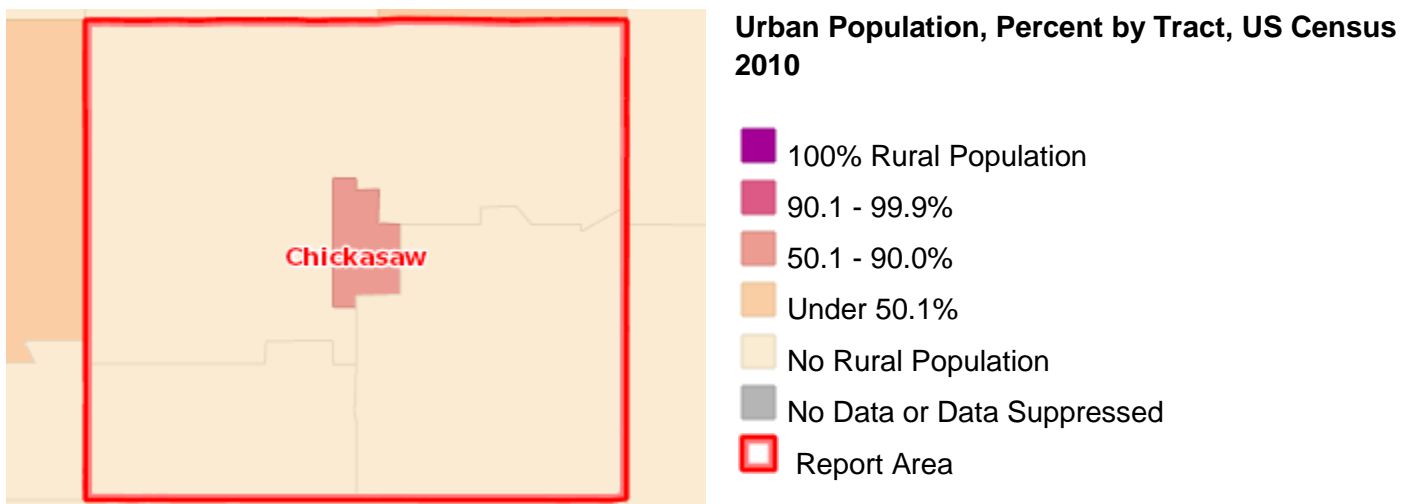 Urban Population, Percent by Tract, US Census
2010
100% Rural Population
90.1 - 99.9%
50.1 - 90.0%
Under 50.1%
No Rural Population
No Data or Data Suppressed
Report Area
Chickasaw